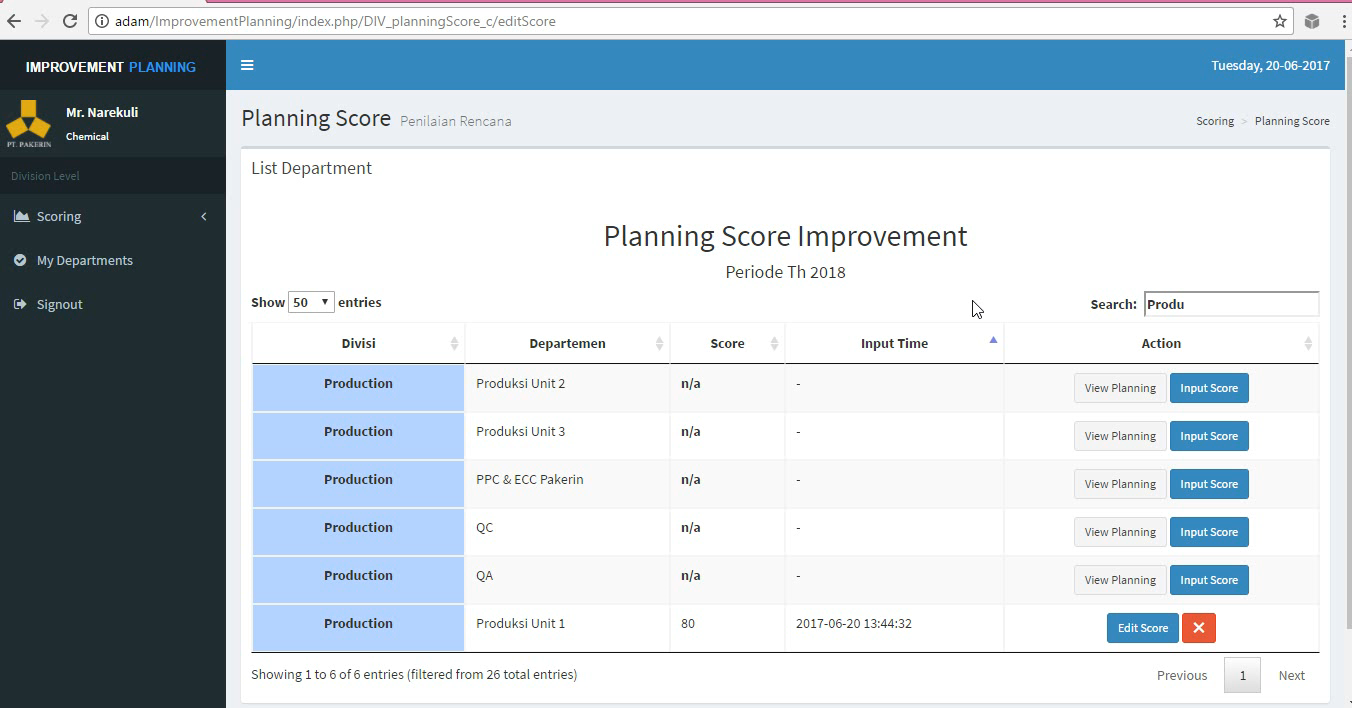 adam/ImprovementPlanning/index.php/DIV_planningScore_c/editScore
IMPROVEMENT PLANNING
Tuesday, 20-06-2017
PT. PAKERIN
Mr. Narekuli
Chemical
Division Level
Scoring
My Departments
Signout
Planning Score Penilaian Rencana
Scoring > Planning Score
List Department
Planning Score Improvement
Periode Th 2018
Show 50 entries
Search: Produ
Divisi Departemen Score Input Time Action
Production Produksi Unit 2 n/a - View Planning Input Score
Production Produksi Unit 3 n/a - View Planning Input Score
Production PPC & ECC Pakerin n/a - View Planning Input Score
Production QC n/a - View Planning Input Score
Production QA n/a - View Planning Input Score
Production Produksi Unit 1 80 2017-06-20 13:44:32 Edit Score
Showing 1 to 6 of 6 entries (filtered from 26 total entries)
Previous 1 Next